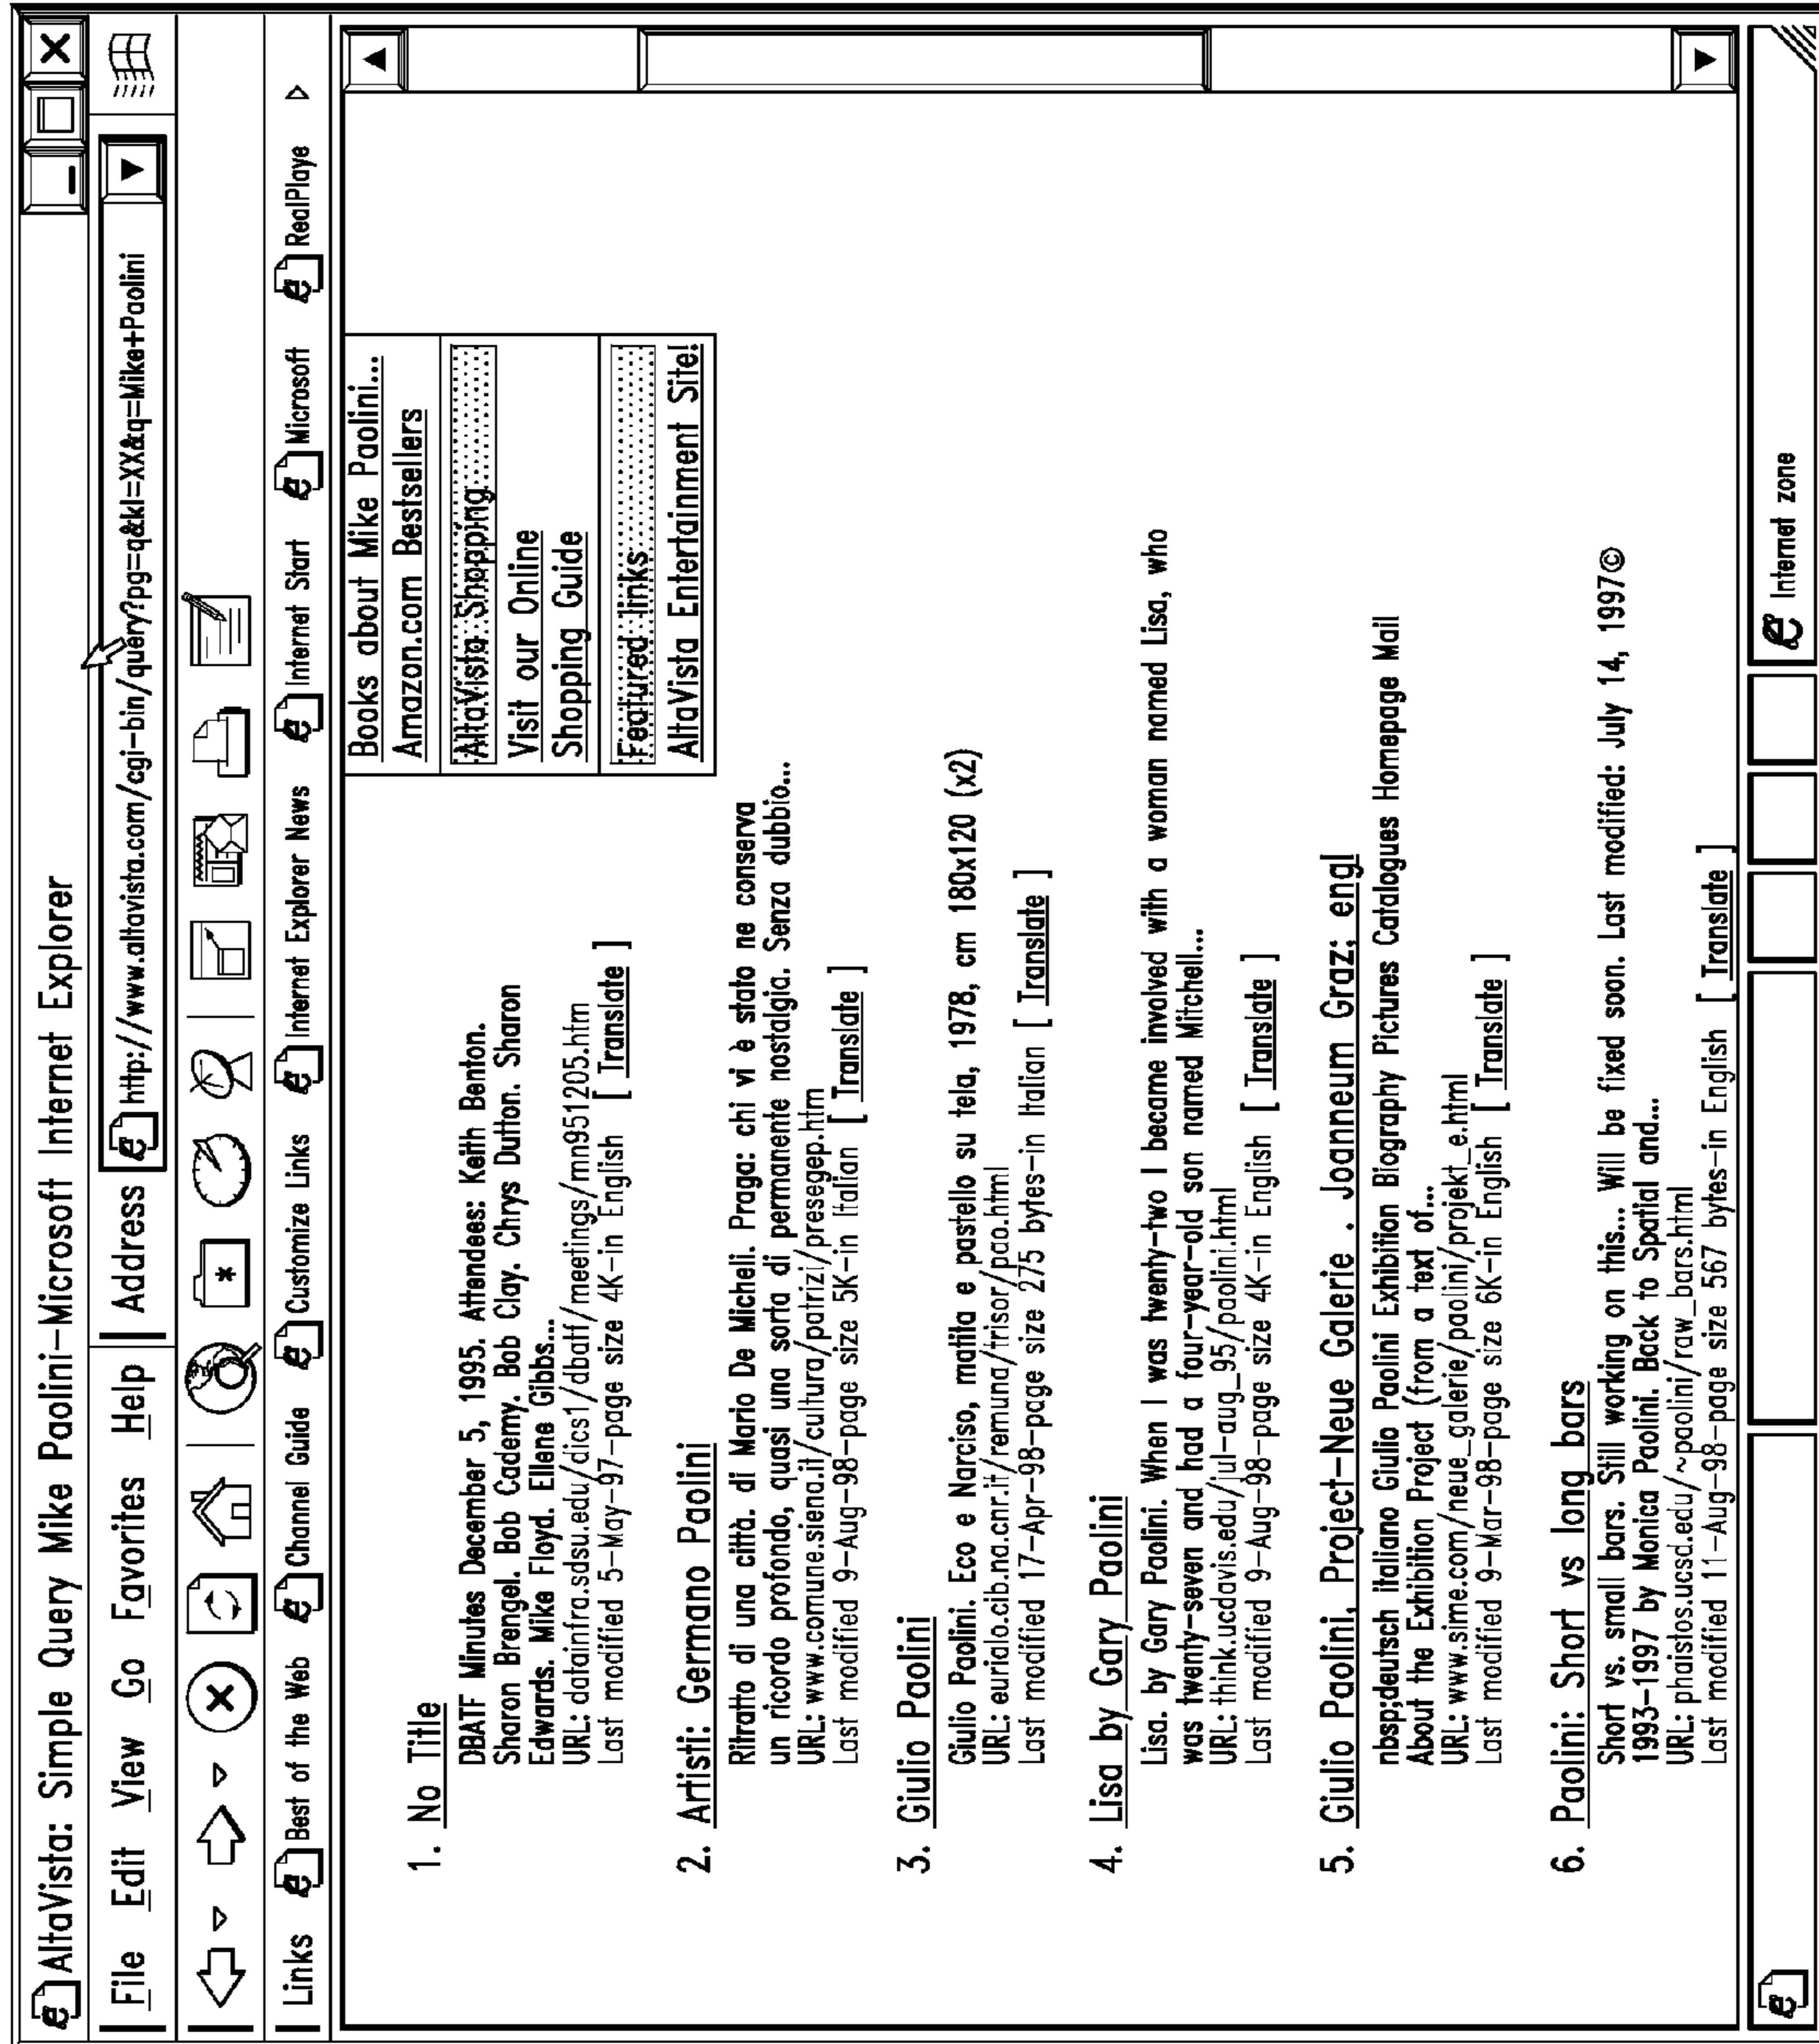 AltaVista: Simple Query Mike Paolini-Microsoft Internet Explorer
File Edit View Go Favorites Help Address http://www.altavista.com/cgi-bin/query?pg=q&kl=XX&q=Mike+Paolini
Links Best of the Web Channel Guide Customize Links Internet Explorer News Internet Start Microsoft RealPlaye
Books about Mike Paolini...
Amazon.com Bestsellers
AltaVista Shopping
Visit our Online
Shopping Guide
Featured links
AltaVista Entertainment Site!
1. No Title
DBATF Minutes December 5, 1995. Attendees: Keith Benton.
Sharon Brengel. Bob Cademy. Bob Clay. Chrys Dutton. Sharon
Edwards. Mike Floyd. Ellene Gibbs...
URL: datainfra.sdsu.edu/dics1/dbatf/meetings/mn951205.htm
Last modified 5-May-97-page size 4K-in English [ Translate ]
2. Artisti: Germano Paolini
Ritratto di una città. di Mario De Micheli. Praga: chi vi è stato ne conserva
un ricordo profondo, quasi una sorta di permanente nostalgia. Senza dubbio...
URL: www.comune.siena.it/cultura/patrizi/presegep.htm
Last modified 9-Aug-98-page size 5K-in Italian [ Translate ]
3. Giulio Paolini
Giulio Paolini. Eco e Narciso, matita e pastello su tela, 1978, cm 180x120 (x2)
URL: eurialo.cib.na.cnr.it/remuna/trisor/pao.html
Last modified 17-Apr-98-page size 275 bytes-in Italian [ Translate ]
4. Lisa by Gary Paolini
Lisa. by Gary Paolini. When I was twenty-two I became involved with a woman named Lisa, who
was twenty-seven and had a four-year-old son named Mitchell...
URL: think.ucdavis.edu/jul-aug_95/paolini.html
Last modified 9-Aug-98-page size 4K-in English [ Translate ]
5. Giulio Paolini, Project-Neue Galerie . Joanneum Graz; engl
nbsp;deutsch italiano Giulio Paolini Exhibition Biography Pictures Catalogues Homepage Mail
About the Exhibition Project (from a text of...
URL: www.sime.com/neue_galerie/paolini/projekt_e.html
Last modified 9-Mar-98-page size 6K-in English [ Translate ]
6. Paolini: Short vs long bars
Short vs. small bars. Still working on this... Will be fixed soon. Last modified: July 14, 1997©
1993-1997 by Monica Paolini. Back to Spatial and...
URL: phaistos.ucsd.edu/~paolini/raw_bars.html
Last modified 11-Aug-98-page size 567 bytes-in English [ Translate ]
Internet zone